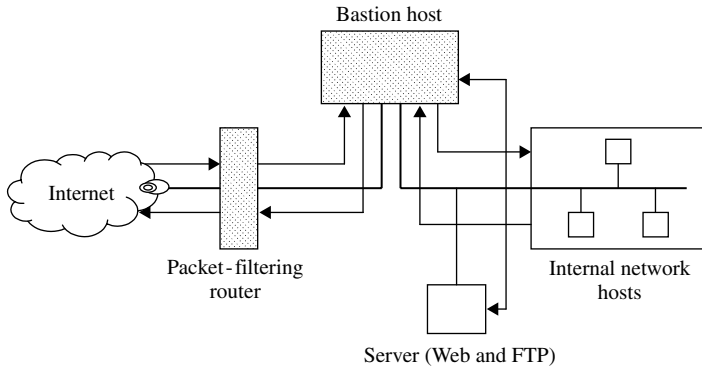 Bastion host
Internet
Packet-filtering
router
Internal network
hosts
Server (Web and FTP)